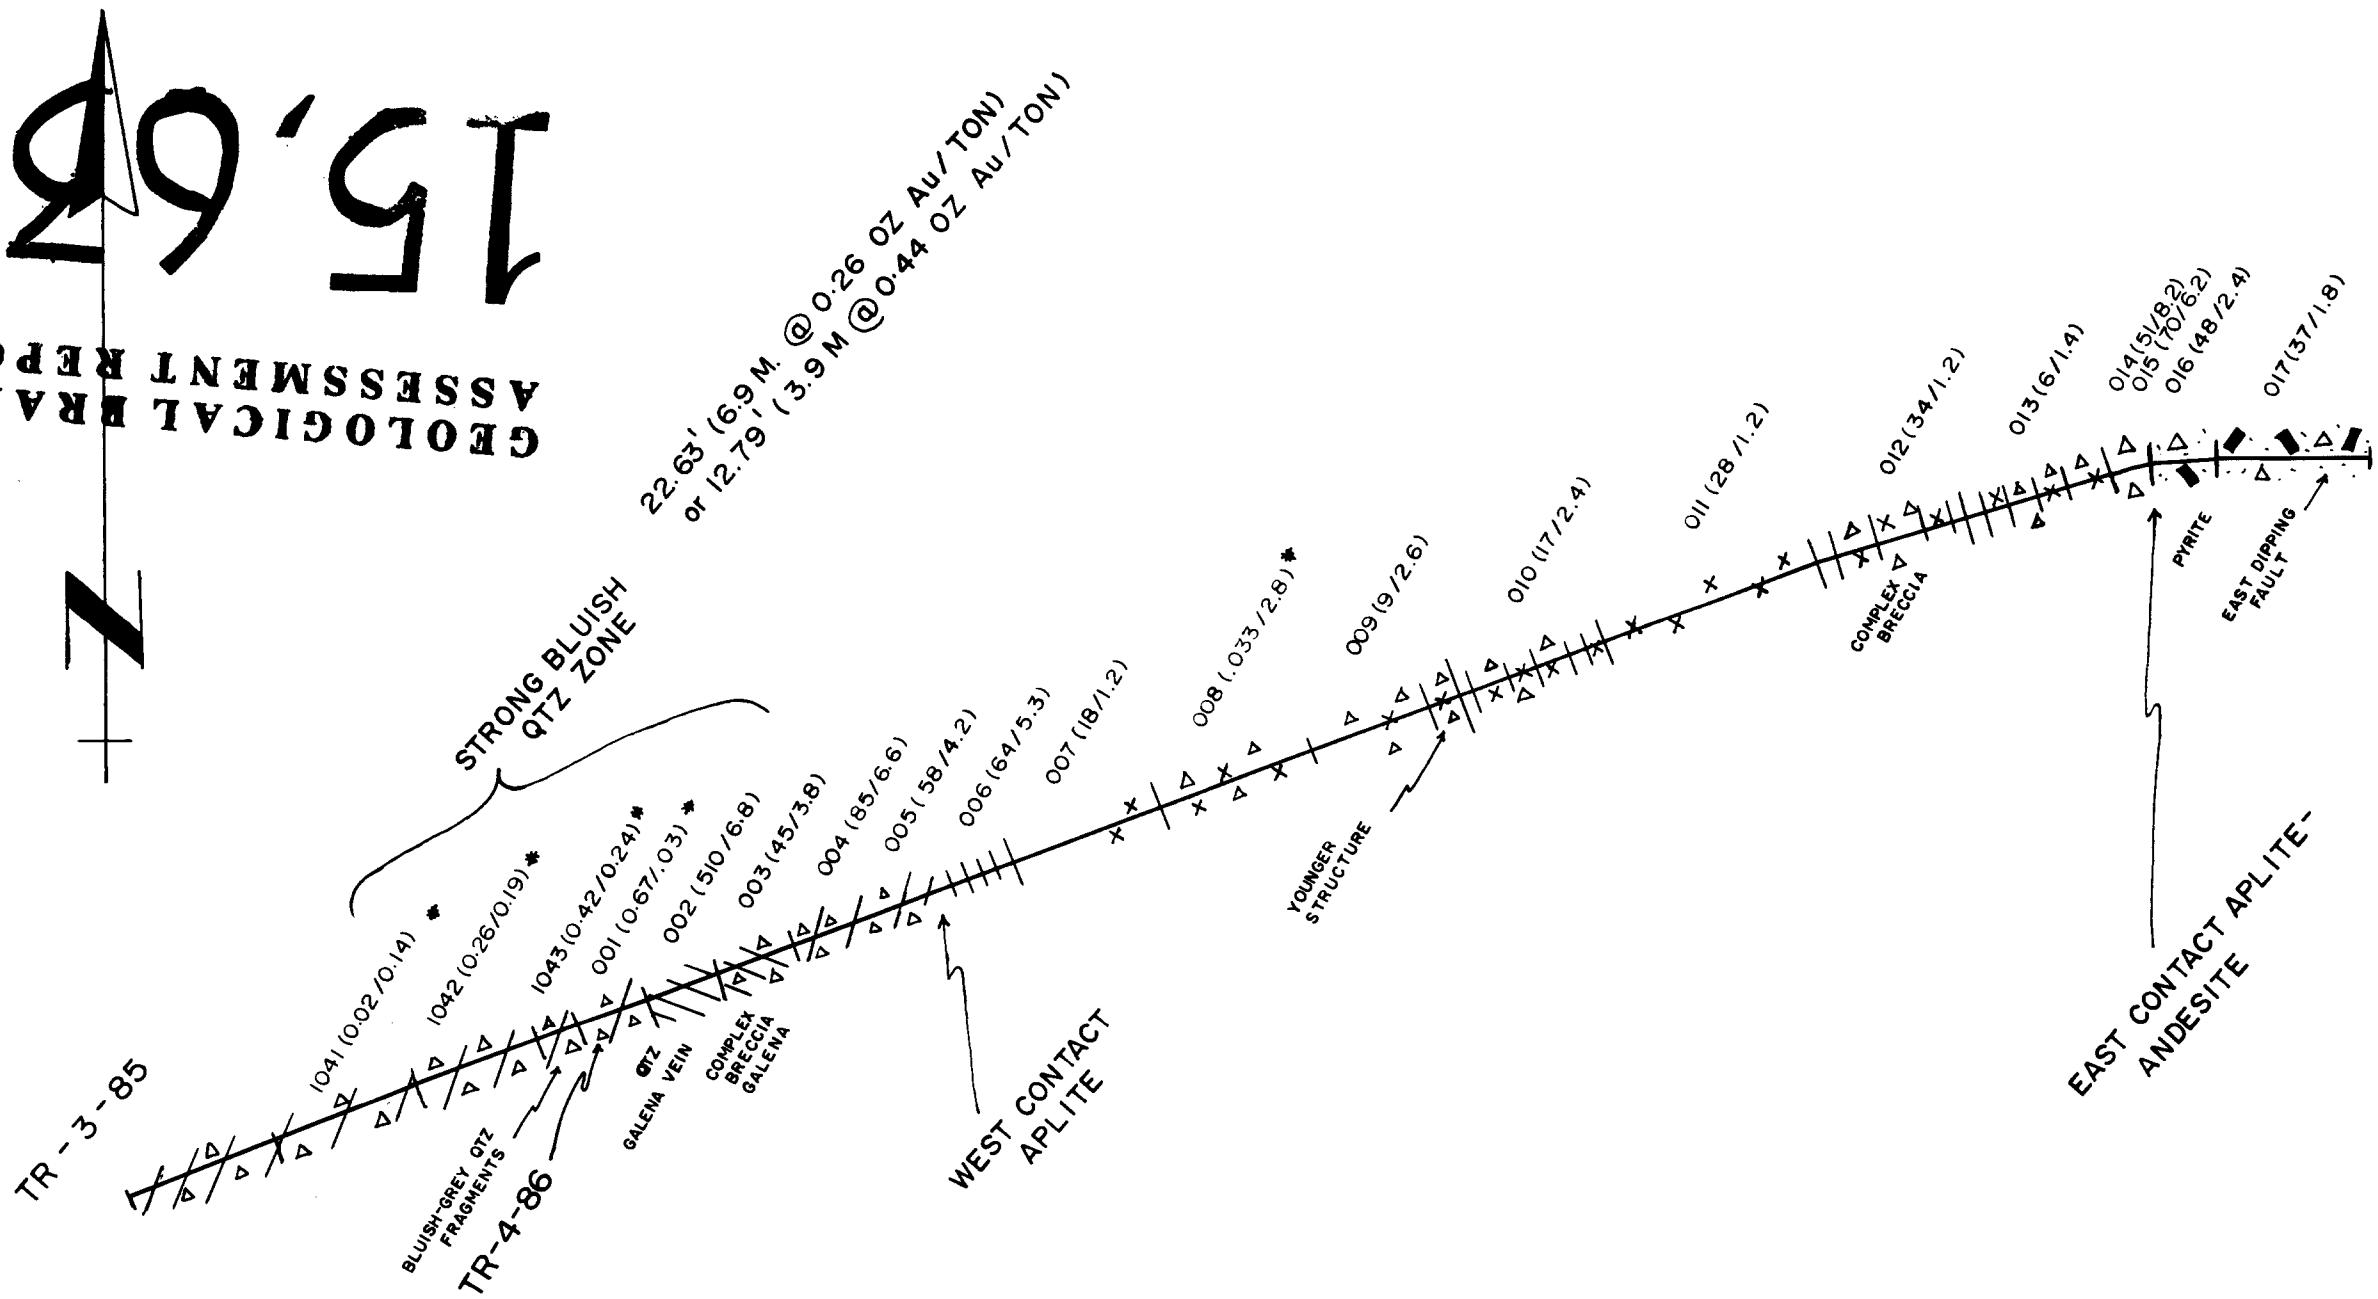 GEOLOGICAL BRA
ASSESSMENT REPO
15,6
N
22.63' (6.9 M. @ 0.26 OZ Au/TON)
or 12.79' (3.9 M @ 0.44 OZ Au/TON)
STRONG BLUISH
QTZ ZONE
TR-3-85
1041 (0.02/0.14) *
1042 (0.26/0.19) *
1043 (0.42/0.24) *
001 (0.67/.03) *
002 (510/6.8)
003 (45/3.8)
004 (85/6.6)
005 (58/4.2)
006 (64/5.3)
007 (18/1.2)
008 (.033/2.8) *
009 (9/2.6)
010 (17/2.4)
011 (28/1.2)
012 (34/1.2)
013 (6/1.4)
014 (51/8.2)
015 (70/6.2)
016 (48/2.4)
017 (37/1.8)
BLUISH-GREY QTZ
FRAGMENTS
TR-4-86
QTZ
GALENA VEIN
COMPLEX
BRECCIA
GALENA
WEST CONTACT
APLITE
YOUNGER
STRUCTURE
COMPLEX
BRECCIA
PYRITE
EAST DIPPING
FAULT
EAST CONTACT APLITE-
ANDESITE